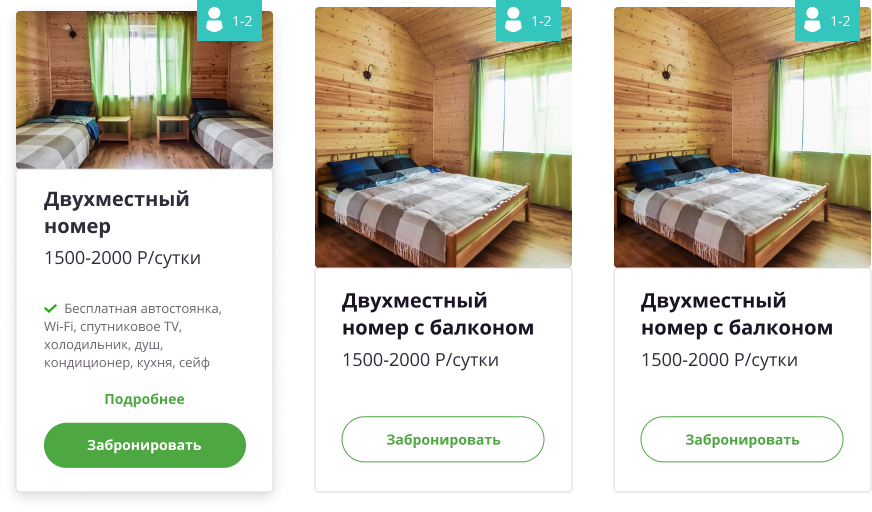 1-2
Двухместный
номер
1500-2000 Р/сутки
Бесплатная автостоянка,
Wi-Fi, спутниковое TV,
холодильник, душ,
кондиционер, кухня, сейф
Подробнее
Забронировать
1-2
Двухместный
номер с балконом
1500-2000 Р/сутки
Забронировать
1-2
Двухместный
номер с балконом
1500-2000 Р/сутки
Забронировать